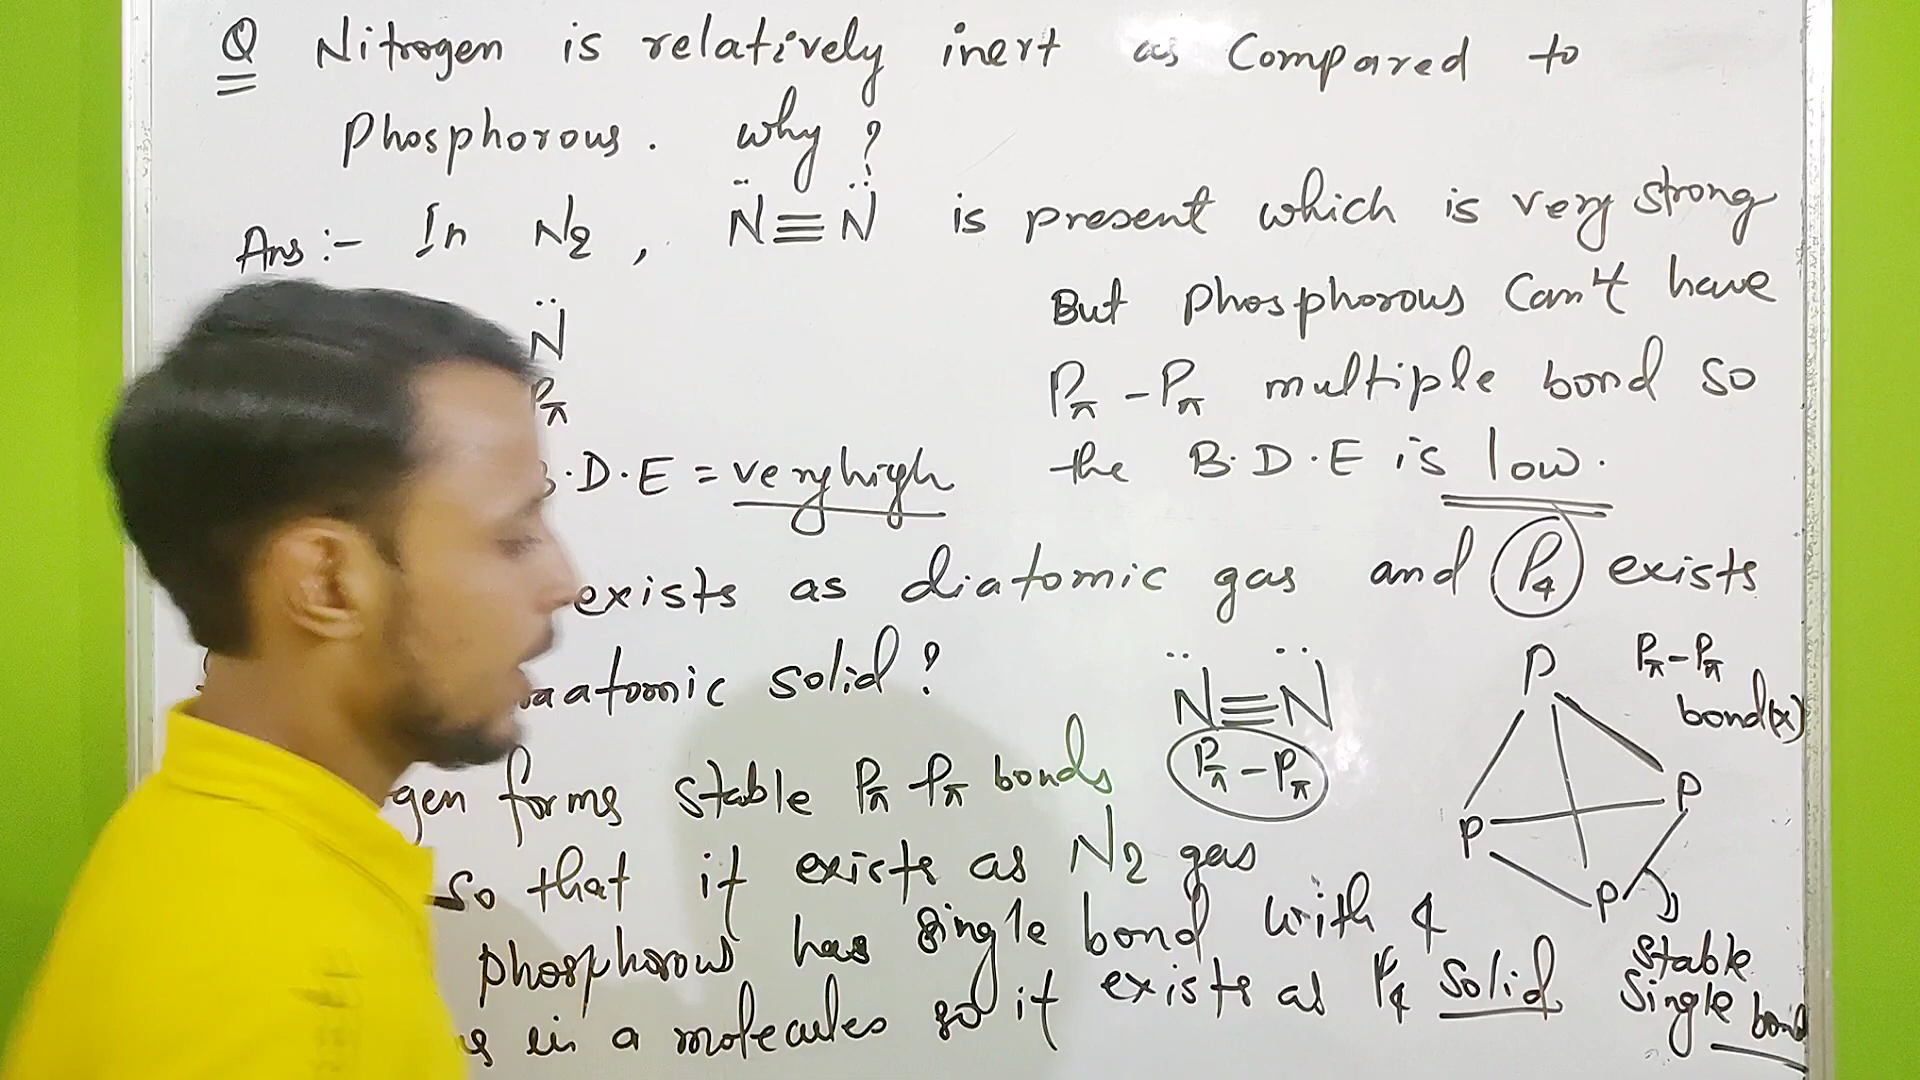 Q Nitrogen is relatively inert as Compared to
Phosphorous. why?
Ans:- In N2, N≡N is present which is very strong
But Phosphorous Can't have
N
Pπ
Pπ-Pπ multiple bond so
B.D.E = very high
the B.D.E is low.
exists as diatomic gas and P4 exists
solid?
N≡N
Pπ-Pπ
P
P
P
P
Pπ-Pπ
bond(x)
forms stable Pπ-Pπ bonds
so that it exists as N2 gas
phosphorous has single bond with 4
in a molecules so it exists as P4 Solid
Stable
Single bond